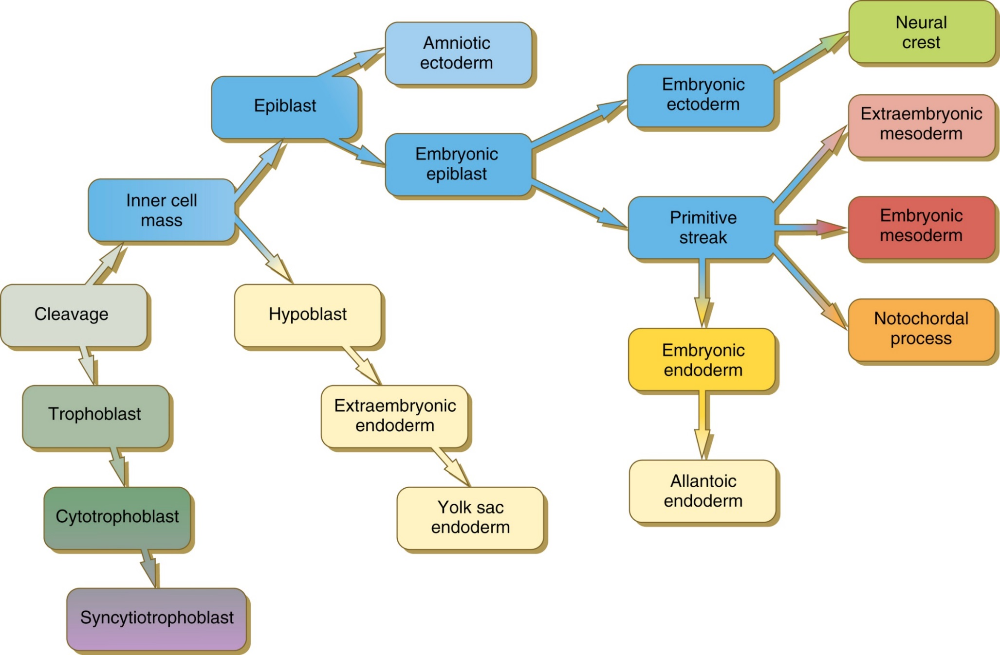 Neural
crest
Amniotic
ectoderm
Embryonic
ectoderm
Epiblast
Extraembryonic
mesoderm
Embryonic
epiblast
Inner cell
mass
Primitive
streak
Embryonic
mesoderm
Cleavage
Hypoblast
Notochordal
process
Embryonic
endoderm
Trophoblast
Extraembryonic
endoderm
Allantoic
endoderm
Cytotrophoblast
Yolk sac
endoderm
Syncytiotrophoblast